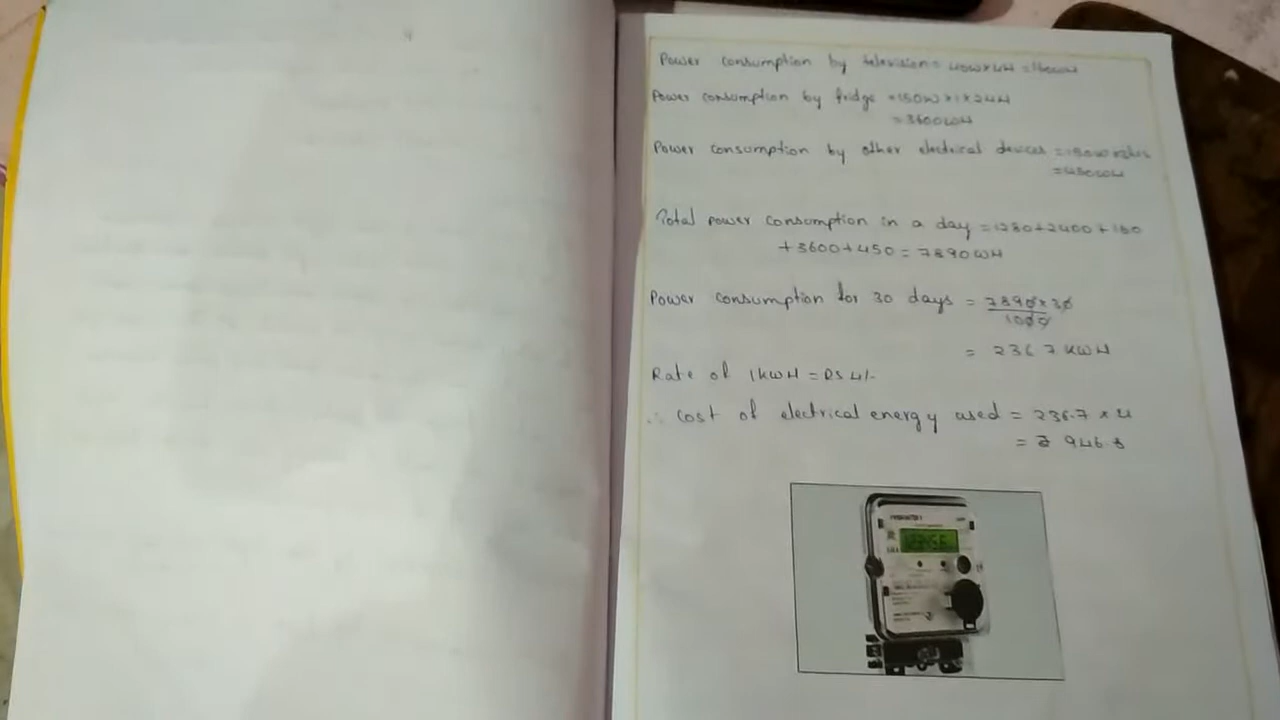 Power consumption by television = 40W×4H = 160WH
Power consumption by fridge = 150W×1×24H
= 3600WH
Power consumption by other electrical devices
= 450WH
Total power consumption in a day = 1280+2400+160
+3600+450 = 7890WH
Power consumption for 30 days = 7890×30
1000
= 236.7 KWH
Rate of 1KWH = RS 4/-
∴ Cost of electrical energy used = 236.7 × 4
= ₹ 946.8